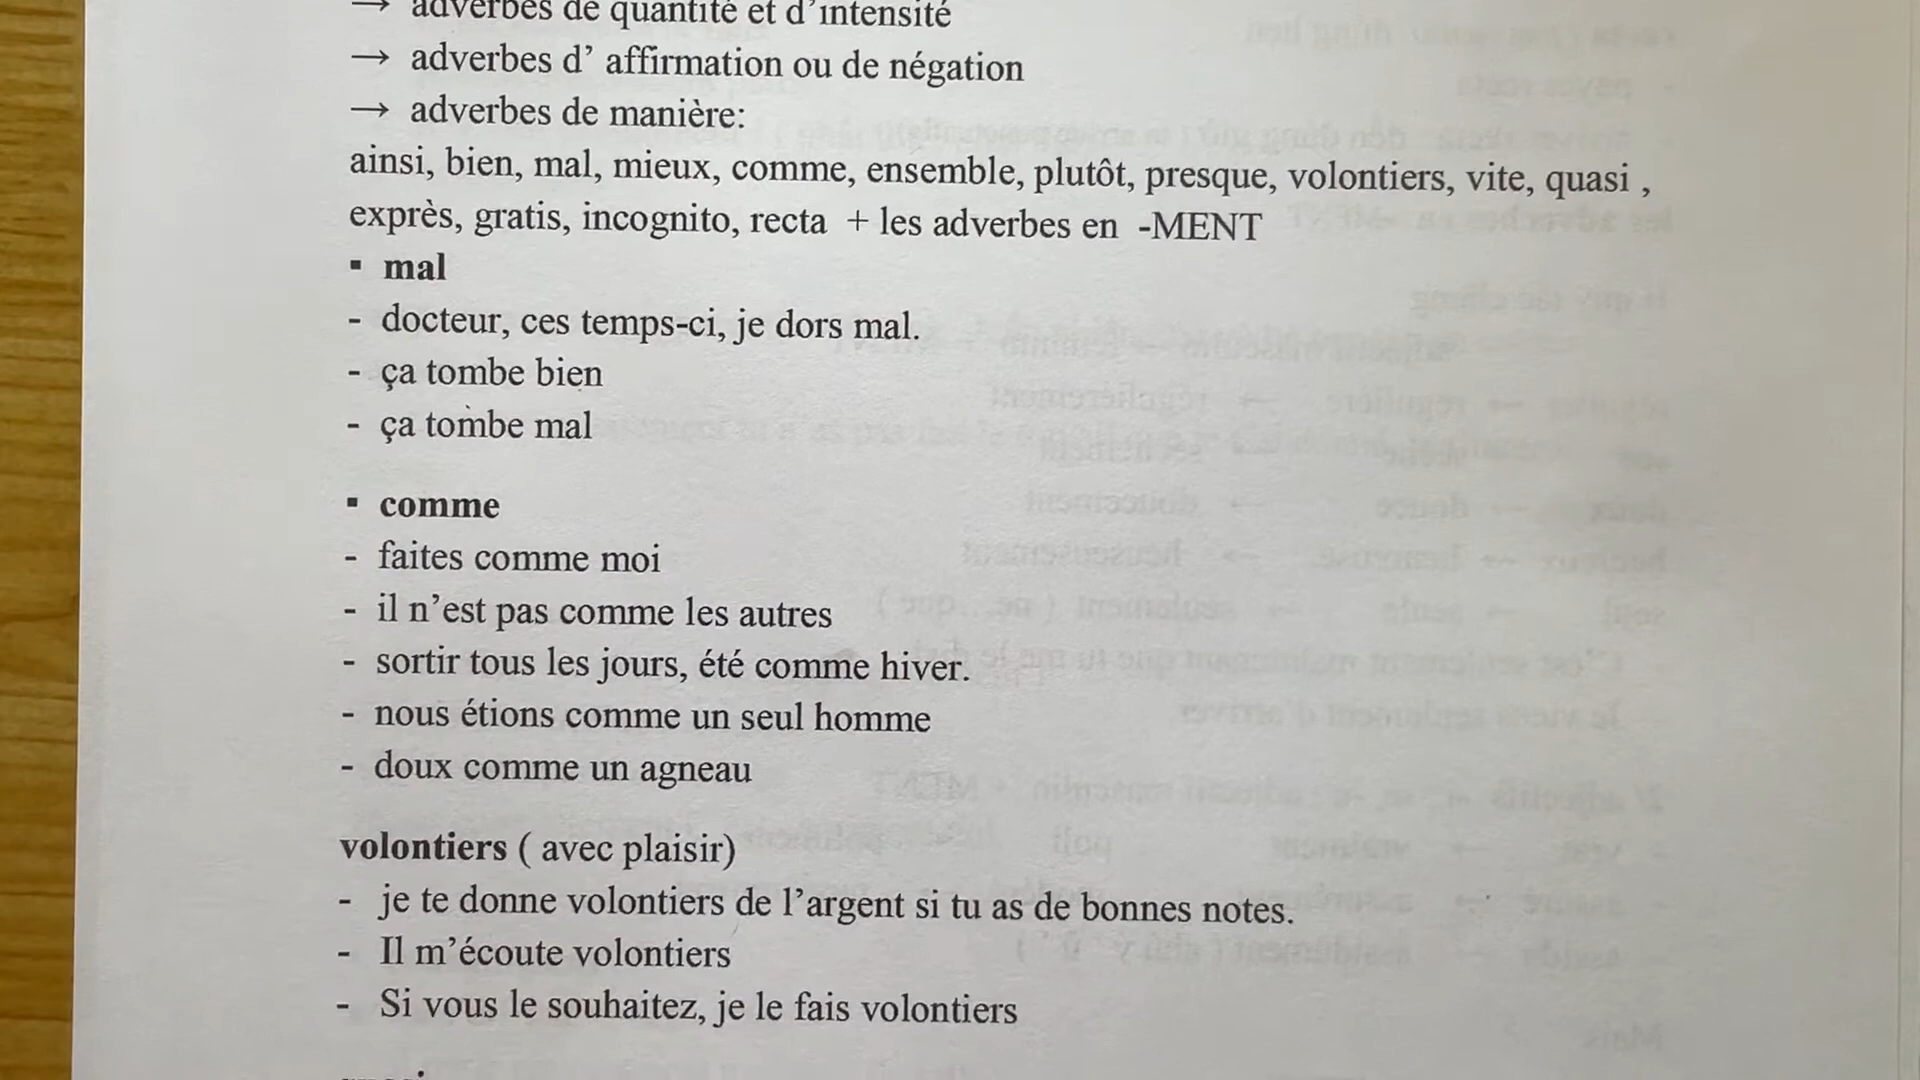 → adverbes de quantité et d’intensité
→ adverbes d’ affirmation ou de négation
→ adverbes de manière:
ainsi, bien, mal, mieux, comme, ensemble, plutôt, presque, volontiers, vite, quasi ,
exprès, gratis, incognito, recta + les adverbes en -MENT
▪ mal
- docteur, ces temps-ci, je dors mal.
- ça tombe bien
- ça tombe mal
▪ comme
- faites comme moi
- il n’est pas comme les autres
- sortir tous les jours, été comme hiver.
- nous étions comme un seul homme
- doux comme un agneau
volontiers ( avec plaisir)
- je te donne volontiers de l’argent si tu as de bonnes notes.
- Il m’écoute volontiers
- Si vous le souhaitez, je le fais volontiers